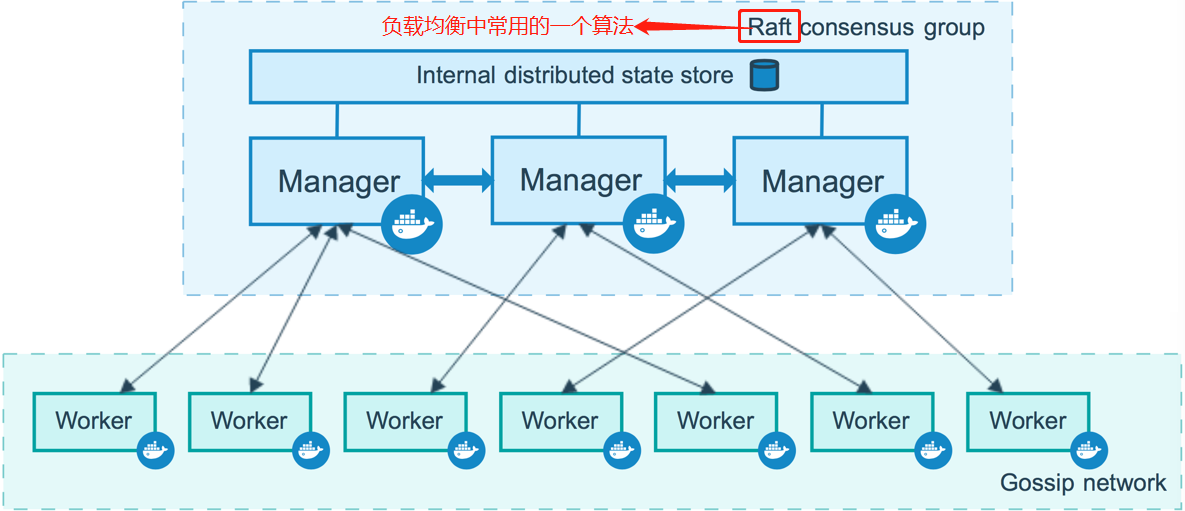 负载均衡中常用的一个算法 Raft consensus group
Internal distributed state store
Manager Manager Manager
Worker Worker Worker Worker Worker Worker Worker
Gossip network